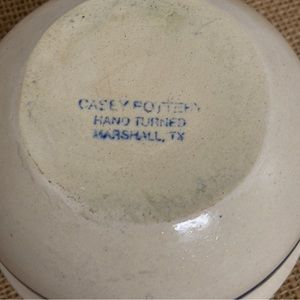 CASEY POTTERY
HAND TURNED
MARSHALL, TX